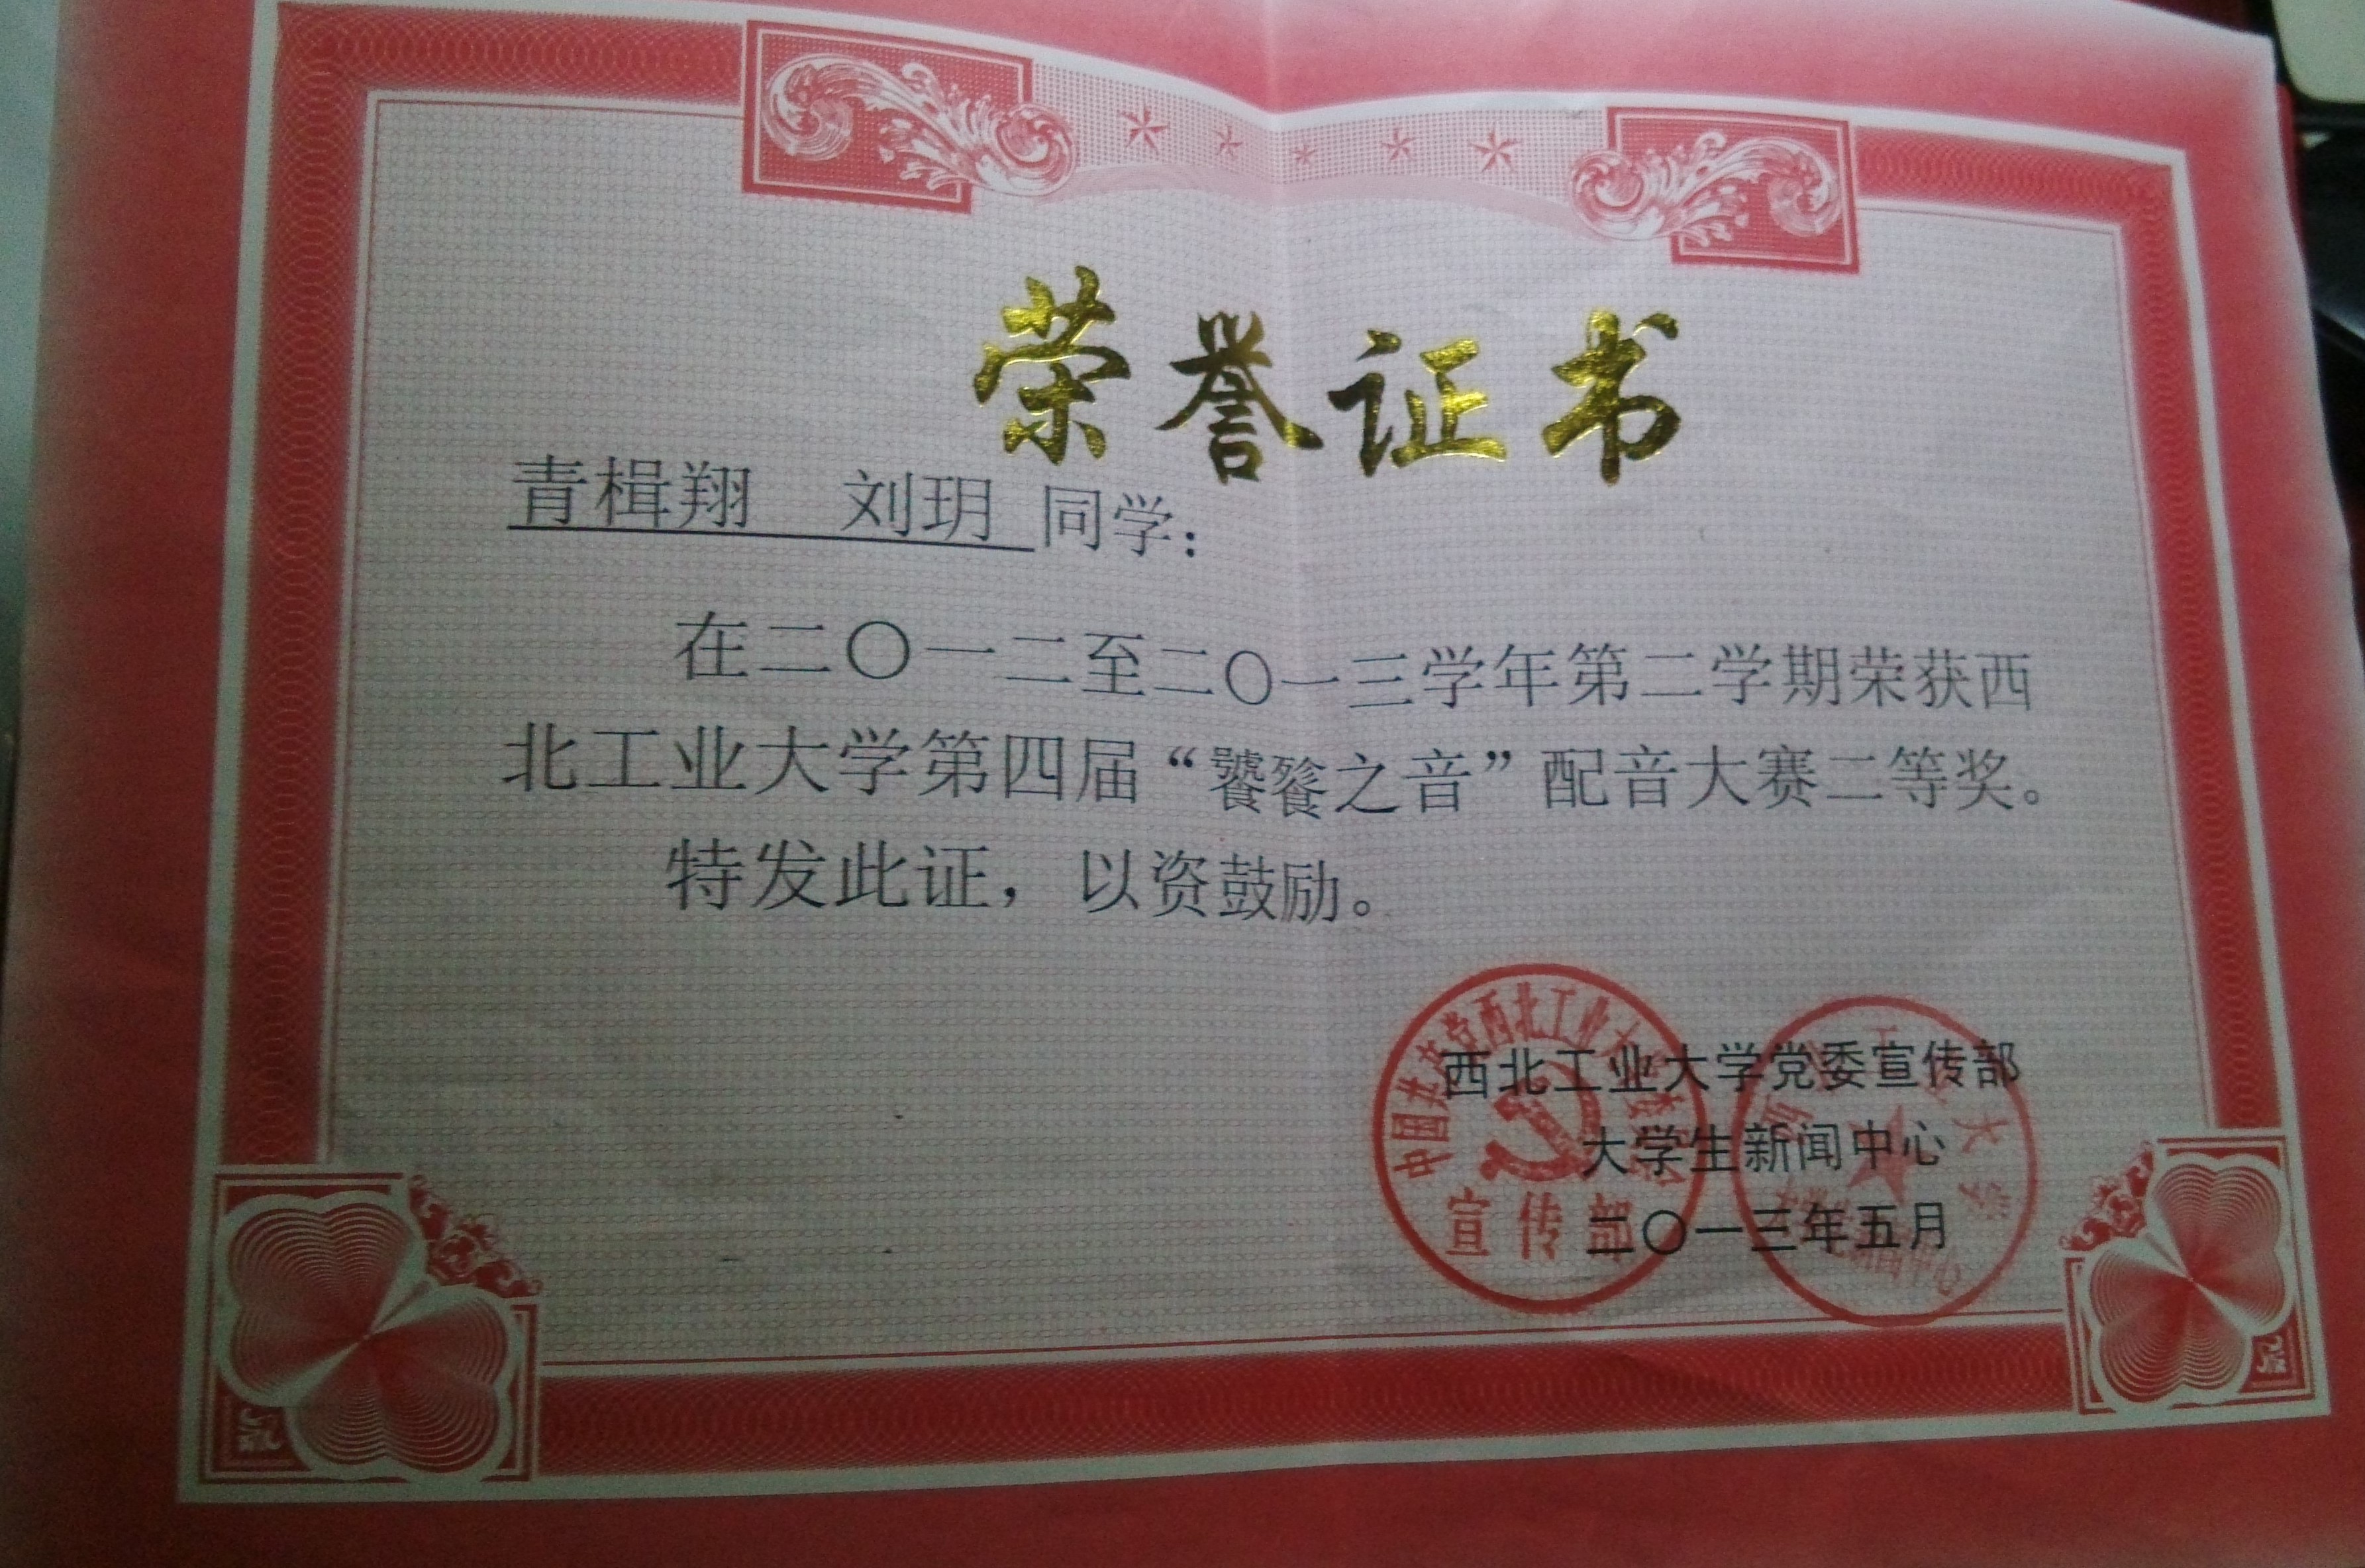 荣誉证书
青楫翔 刘玥 同学：
在二〇一二至二〇一三学年第二学期荣获西
北工业大学第四届“饕餮之音”配音大赛二等奖。
特发此证，以资鼓励。
西北工业大学党委宣传部
大学生新闻中心
二〇一三年五月
中国共产党西北工业大学
宣传部